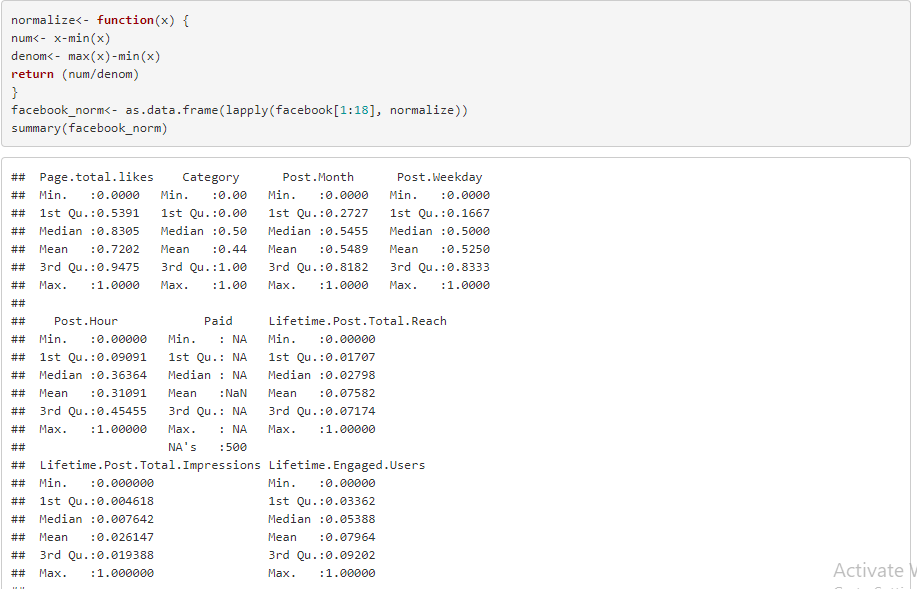 normalize<- function(x) {
num<- x-min(x)
denom<- max(x)-min(x)
return (num/denom)
}
facebook_norm<- as.data.frame(lapply(facebook[1:18], normalize))
summary(facebook_norm)
##  Page.total.likes    Category      Post.Month     Post.Weekday
##  Min.   :0.0000   Min.   :0.00   Min.   :0.0000   Min.   :0.0000
##  1st Qu.:0.5391   1st Qu.:0.00   1st Qu.:0.2727   1st Qu.:0.1667
##  Median :0.8305   Median :0.50   Median :0.5455   Median :0.5000
##  Mean   :0.7202   Mean   :0.44   Mean   :0.5489   Mean   :0.5250
##  3rd Qu.:0.9475   3rd Qu.:1.00   3rd Qu.:0.8182   3rd Qu.:0.8333
##  Max.   :1.0000   Max.   :1.00   Max.   :1.0000   Max.   :1.0000
##
##    Post.Hour            Paid     Lifetime.Post.Total.Reach
##  Min.   :0.00000   Min.   : NA   Min.   :0.00000
##  1st Qu.:0.09091   1st Qu.: NA   1st Qu.:0.01707
##  Median :0.36364   Median : NA   Median :0.02798
##  Mean   :0.31091   Mean   :NaN   Mean   :0.07582
##  3rd Qu.:0.45455   3rd Qu.: NA   3rd Qu.:0.07174
##  Max.   :1.00000   Max.   : NA   Max.   :1.00000
##                    NA's   :500
##  Lifetime.Post.Total.Impressions Lifetime.Engaged.Users
##  Min.   :0.000000                Min.   :0.00000
##  1st Qu.:0.004618                1st Qu.:0.03362
##  Median :0.007642                Median :0.05388
##  Mean   :0.026147                Mean   :0.07964
##  3rd Qu.:0.019388                3rd Qu.:0.09202
##  Max.   :1.000000                Max.   :1.00000
Activate